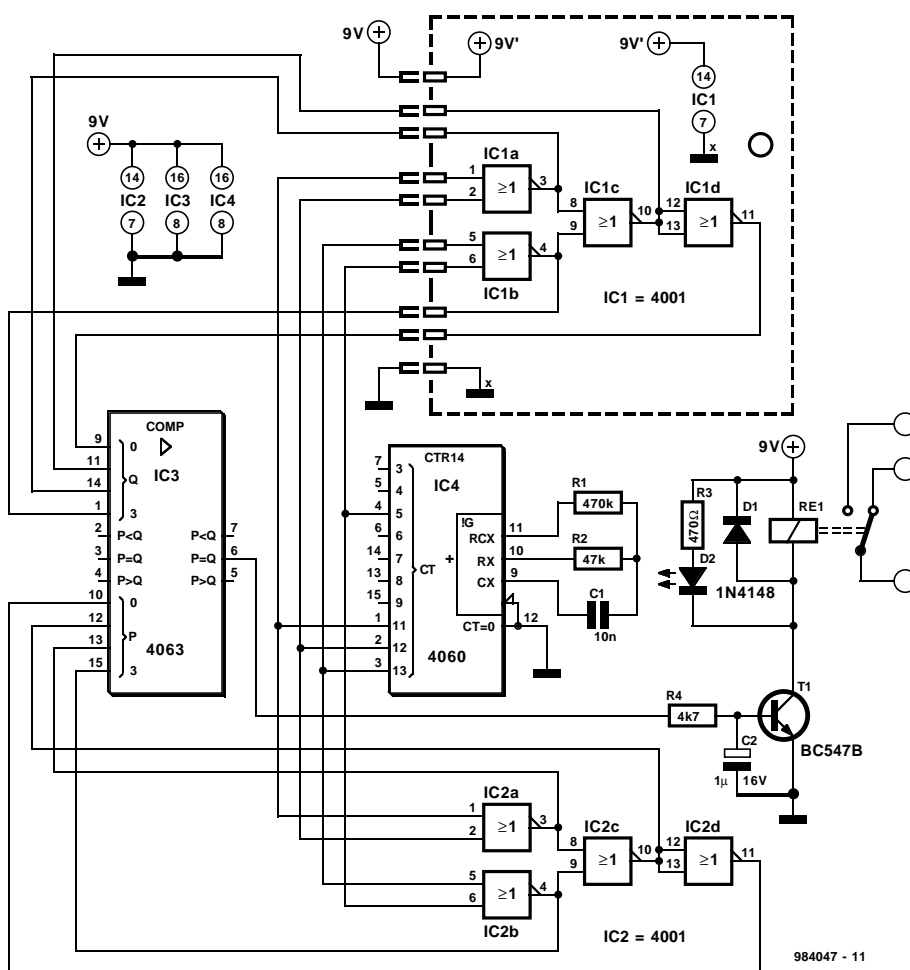 9V 9V' 9V'
14
IC1
7
x
9V
14 16 16
IC2 IC3 IC4
7 8 8
IC1a
1 ≥1 3
2
IC1c
8 ≥1 10
9
IC1d
12 ≥1 11
13
5 ≥1 4
6
IC1b
IC1 = 4001
x
COMP
IC3
9 0
11
Q
14
1 3
2 P<Q P<Q 7
3 P=Q P=Q 6
4 P>Q P>Q 5
10 0
12
P
13
15 3
4063
CTR14
IC4
7 3
5 4
4 5
6 6
14 7
13 8
15 9
1 11
2 12
3 13
CT
+
!G
RCX 11
RX 10
CX 9
CT=0 12
4060
R1
470k
R2
47k
C1
10n
9V
R3
470Ω
D1
RE1
D2
1N4148
R4
4k7
T1
BC547B
C2
1μ 16V
IC2a
1 ≥1 3
2
IC2c
8 ≥1 10
9
IC2d
12 ≥1 11
13
5 ≥1 4
6
IC2b
IC2 = 4001
984047 - 11